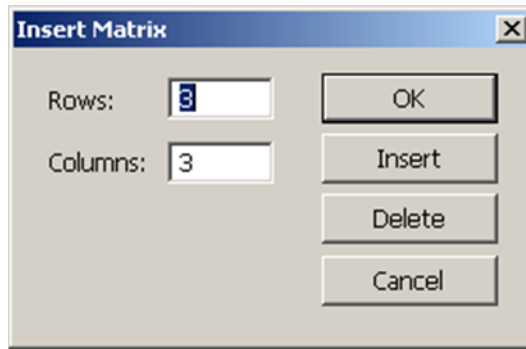 Insert Matrix
Rows: 3 OK
Columns: 3 Insert
Delete
Cancel